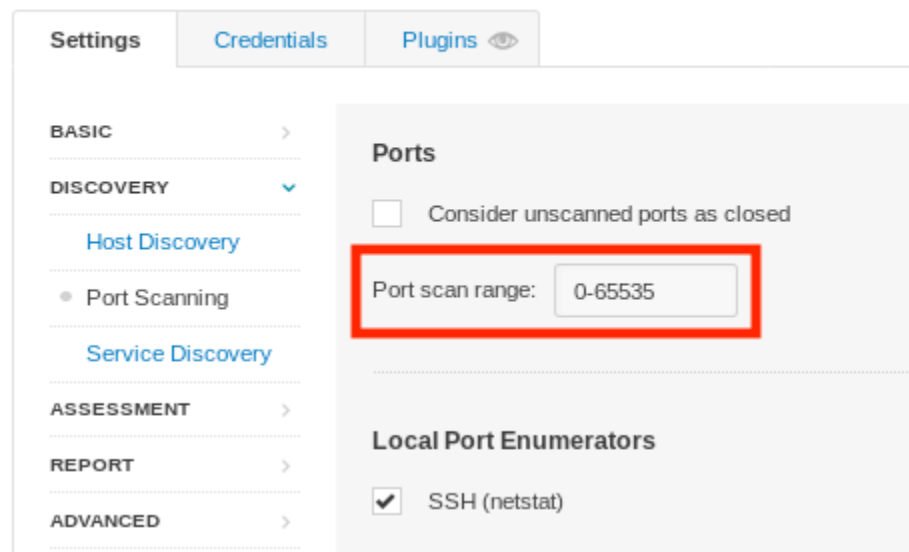 Settings Credentials Plugins
BASIC
DISCOVERY
Host Discovery
Port Scanning
Service Discovery
ASSESSMENT
REPORT
ADVANCED
Ports
Consider unscanned ports as closed
Port scan range: 0-65535
Local Port Enumerators
SSH (netstat)